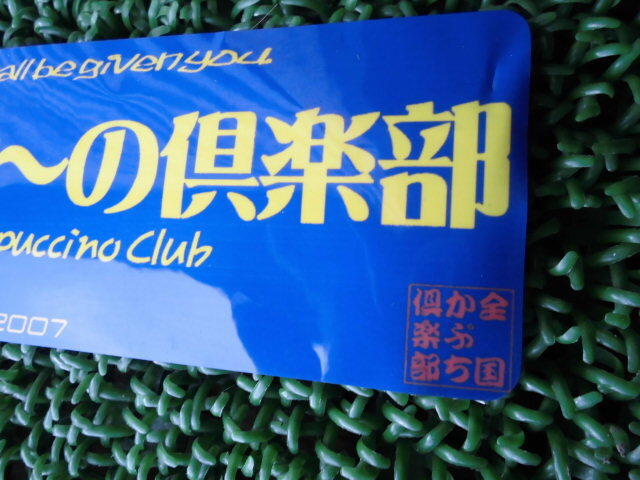 all be given you
〜の倶楽部
puccino Club
2007
全国
かぷち
倶楽部